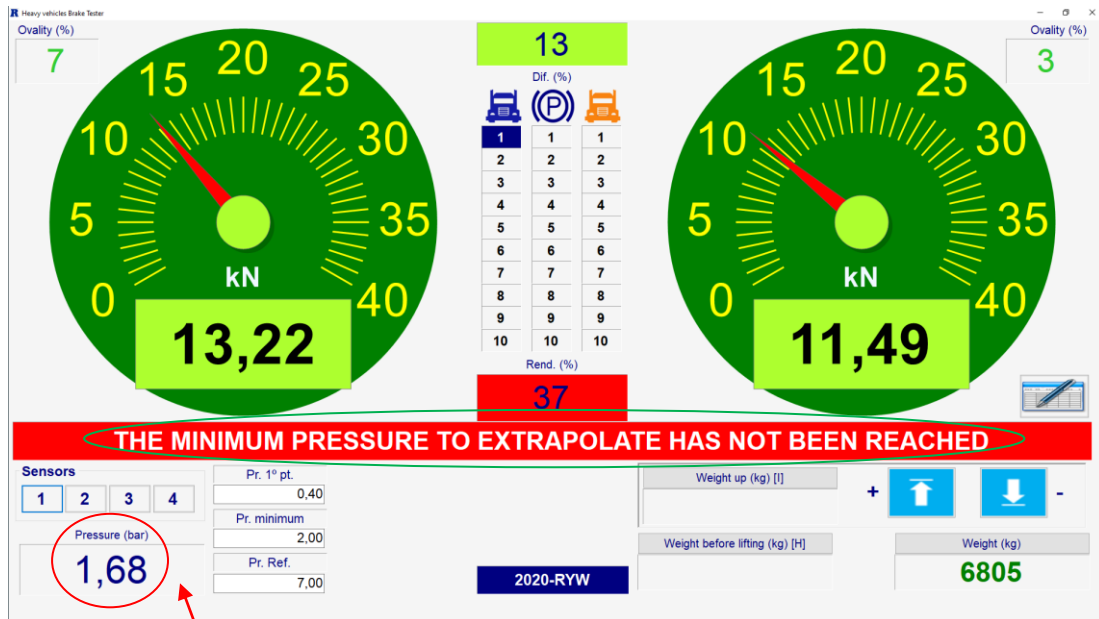 R Heavy vehicles Brake Tester
Ovality (%)
7
0
5
10
15
20
25
30
35
40
kN
13,22
13
Dif. (%)
(P)
1 1 1
2 2 2
3 3 3
4 4 4
5 5 5
6 6 6
7 7 7
8 8 8
9 9 9
10 10 10
Rend. (%)
37
Ovality (%)
3
0
5
10
15
20
25
30
35
40
kN
11,49
THE MINIMUM PRESSURE TO EXTRAPOLATE HAS NOT BEEN REACHED
Sensors
1 2 3 4
Pressure (bar)
1,68
Pr. 1º pt.
0,40
Pr. minimum
2,00
Pr. Ref.
7,00
2020-RYW
Weight up (kg) [I]
+ -
Weight before lifting (kg) [H]
Weight (kg)
6805